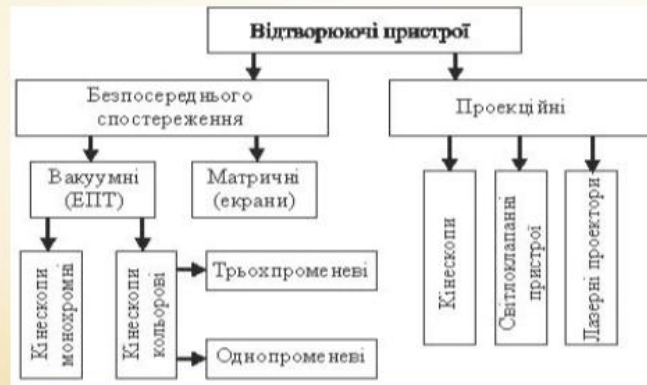 Відтворюючі пристрої
Безпосереднього
спостереження
Проекційні
Вакуумні
(ЕПТ)
Матричні
(екрани)
Кінескопи
монохромні
Кінескопи
кольорові
Трьохпроменеві
Однопроменеві
Кінескопи
Світлоклапанні
пристрої
Лазерні проектори